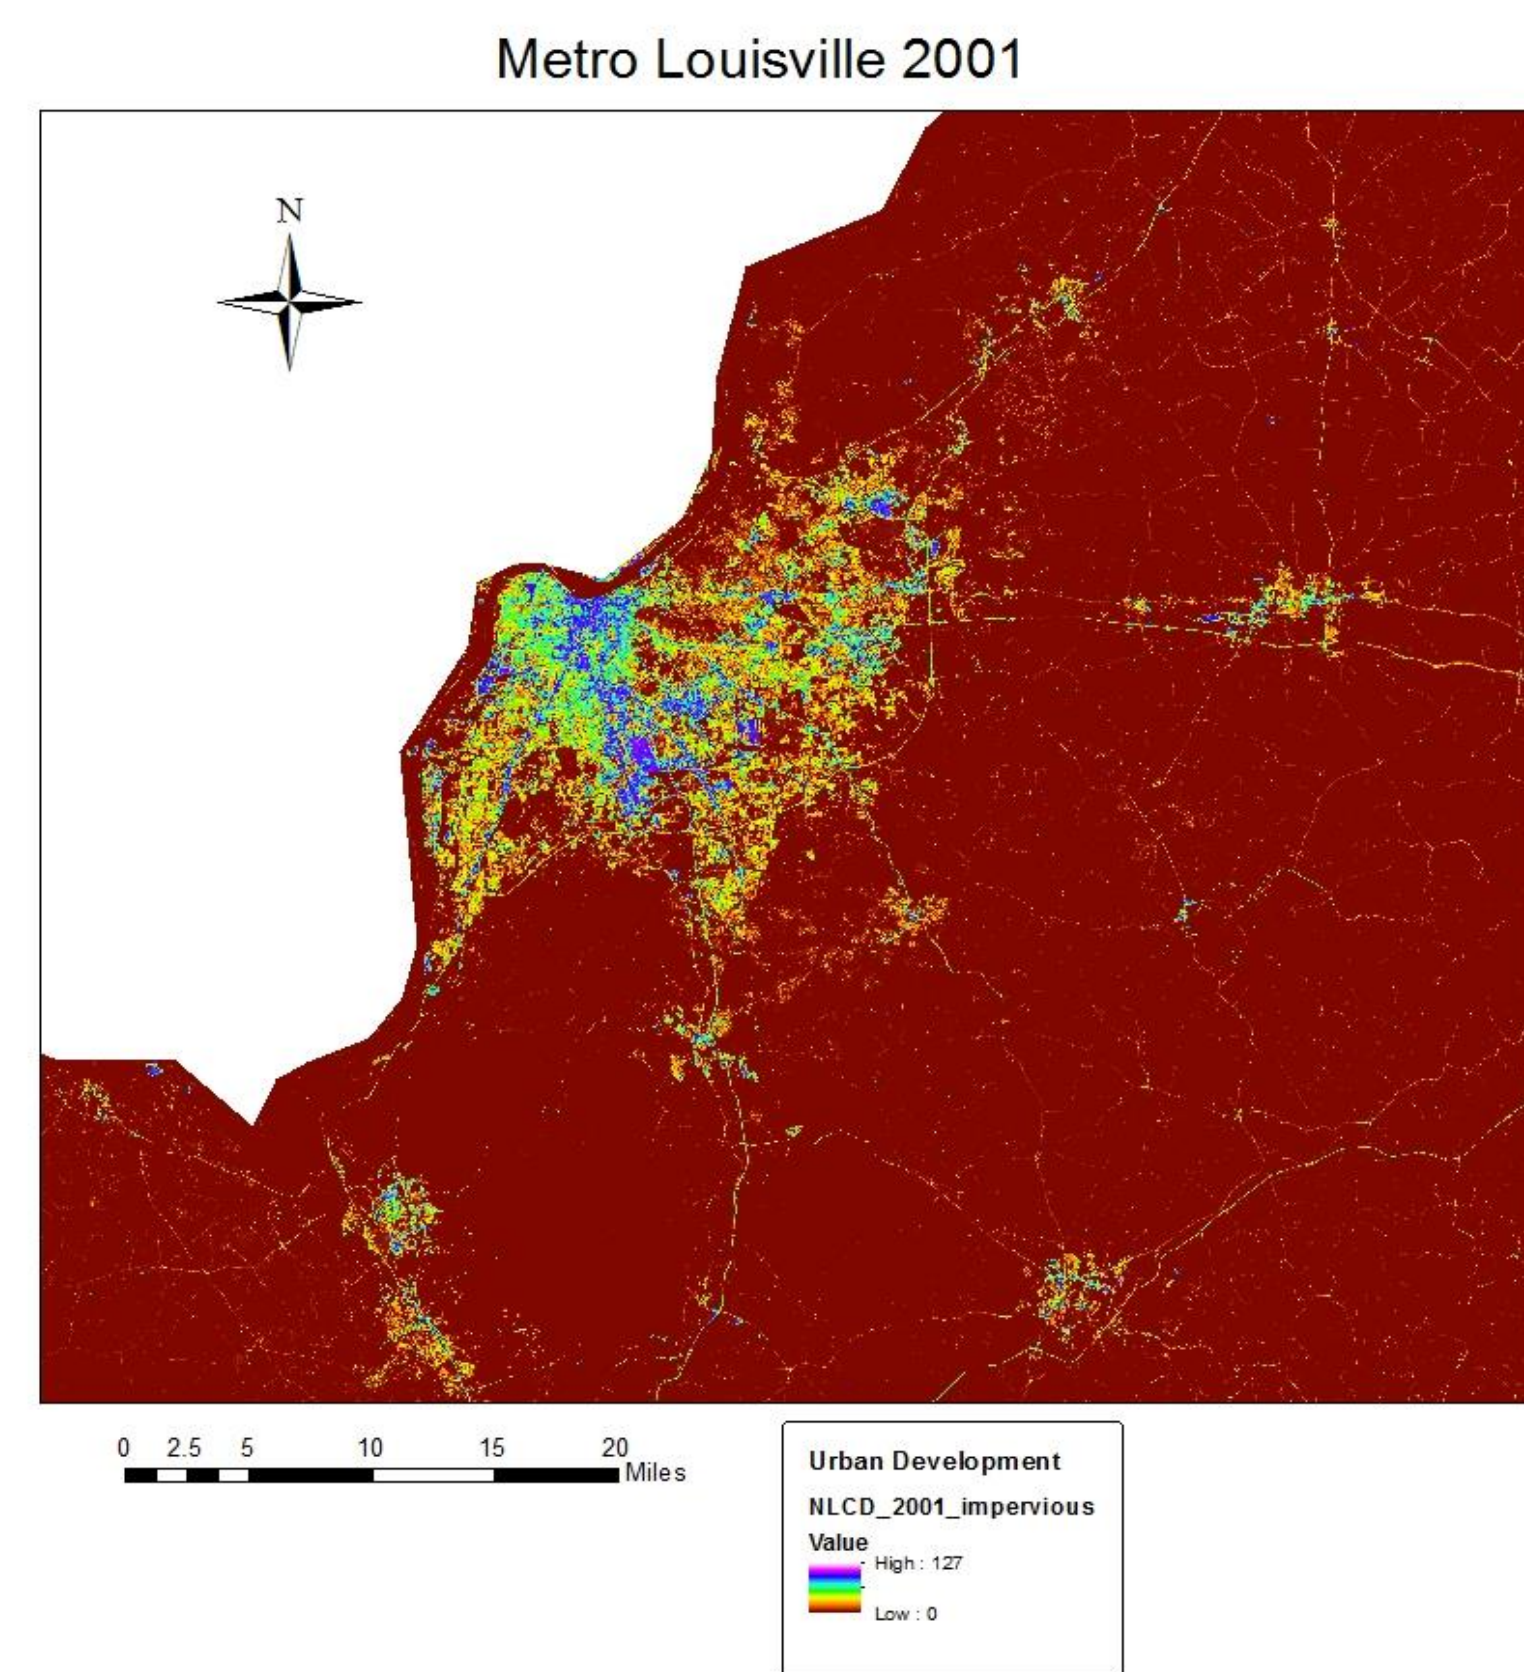 Metro Louisville 2001
N
0 2.5 5 10 15 20
Miles
Urban Development
NLCD_2001_impervious
Value
High : 127
Low : 0